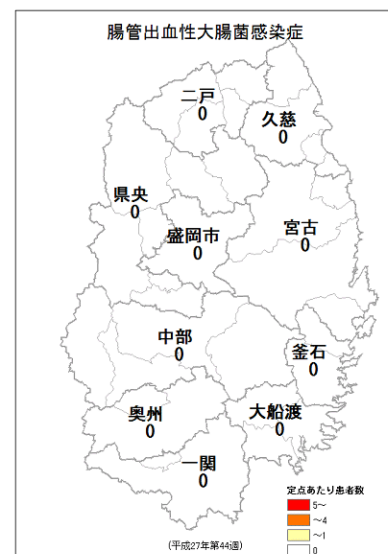 腸管出血性大腸菌感染症
二戸
0
久慈
0
県央
0
盛岡市
0
宮古
0
中部
0
釜石
0
奥州
0
大船渡
0
一関
0
定点あたり患者数
5～
～4
～1
0
(平成27年第44週)